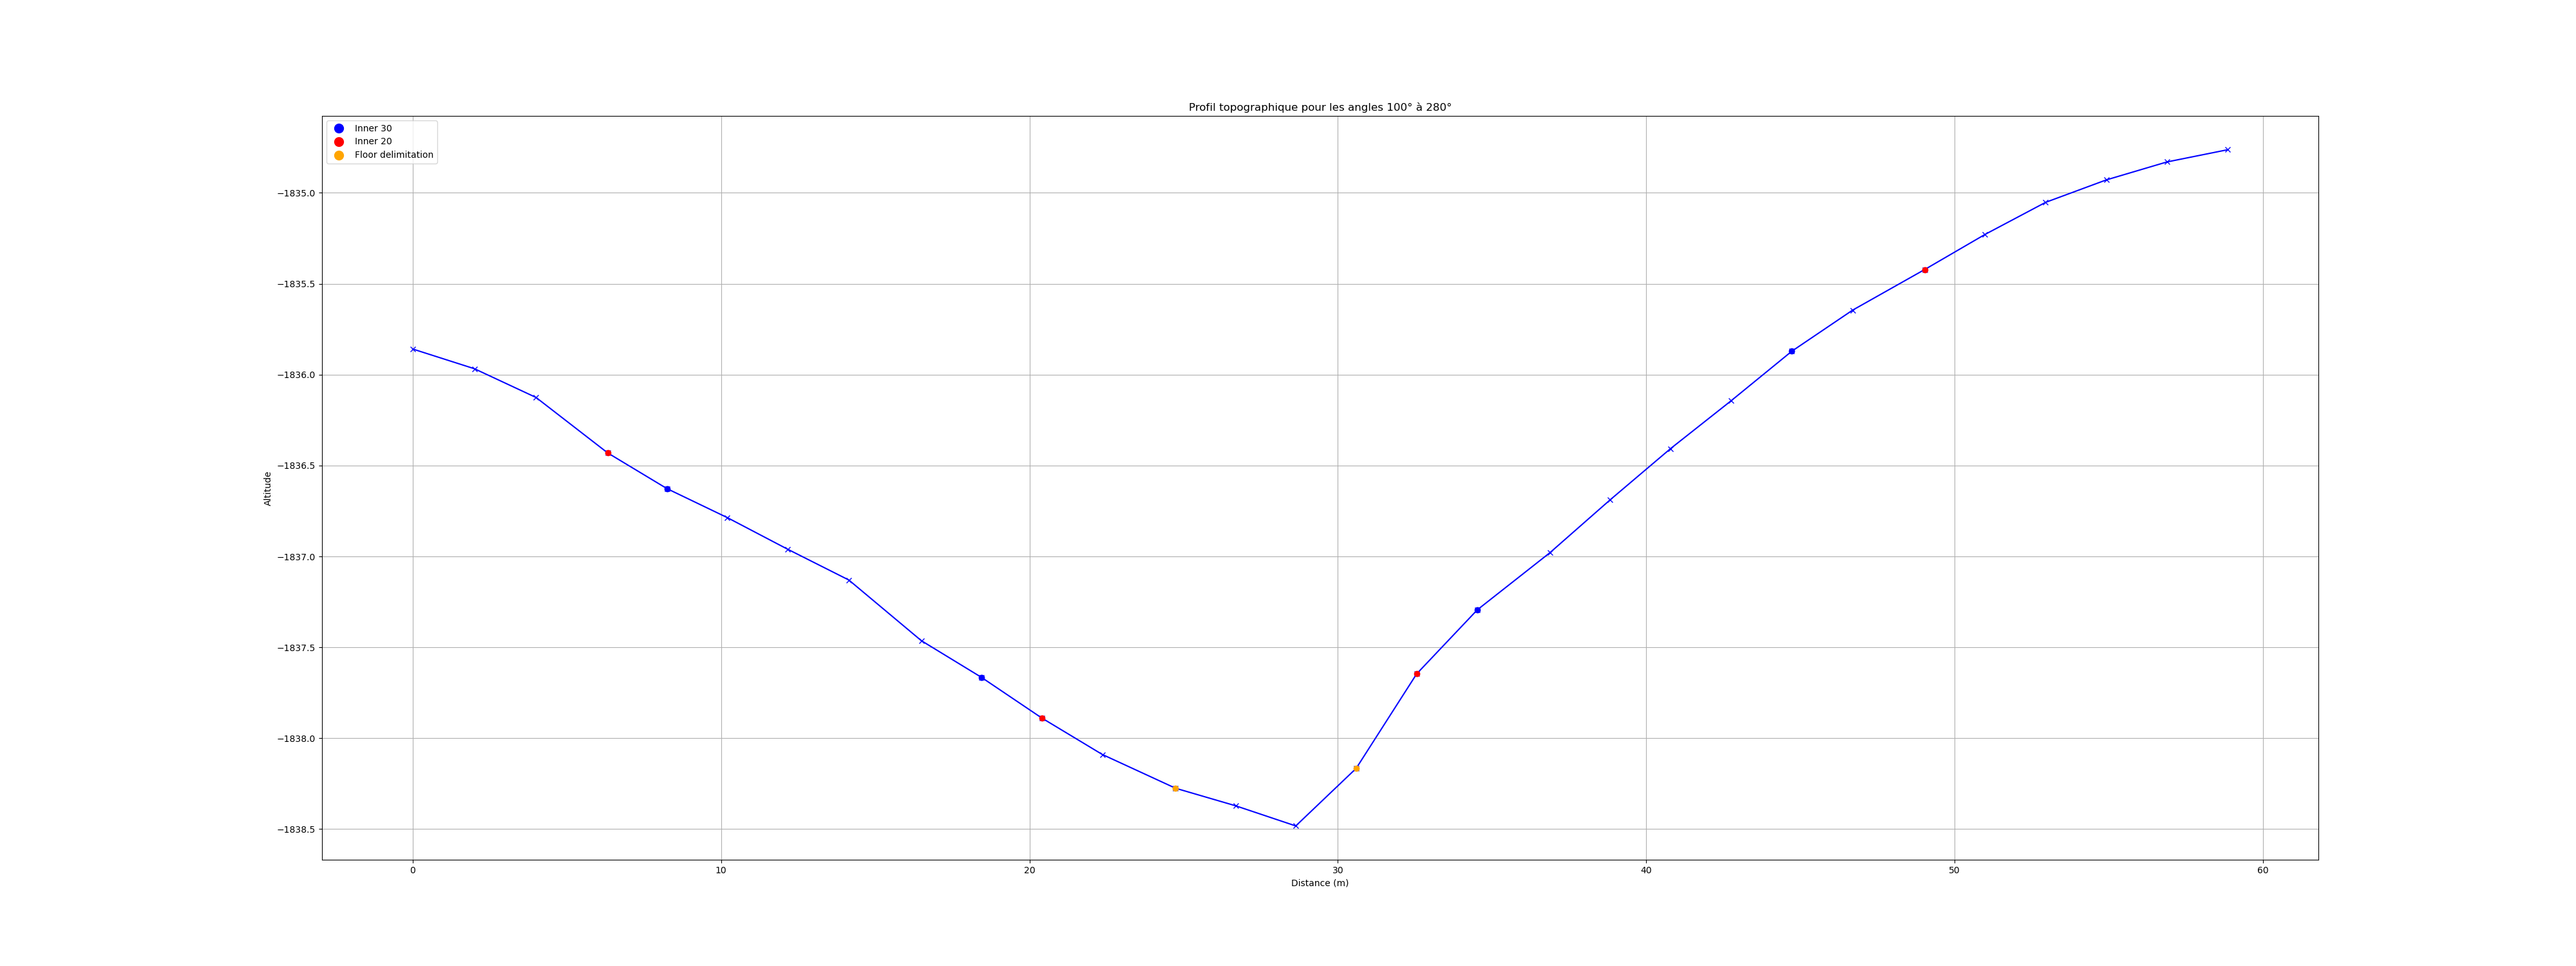 Profil topographique pour les angles 100° à 280°
Inner 30
Inner 20
Floor delimitation
Altitude
−1835.0
−1835.5
−1836.0
−1836.5
−1837.0
−1837.5
−1838.0
−1838.5
0 10 20 30 40 50 60
Distance (m)